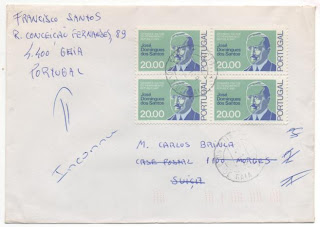 FRANCISCO SANTOS
R. CONCEIÇÃO FERNANDES, 89
4.400 GAIA
PORTUGAL
José
Domingues
dos Santos
20.00
PORTUGAL
José
Domingues
dos Santos
20.00
PORTUGAL
José
Domingues
dos Santos
20.00
PORTUGAL
José
Domingues
dos Santos
20.00
PORTUGAL
Inconnu
M. CARLOS
CASE POSTAL 1100 MORGES
SUIÇA